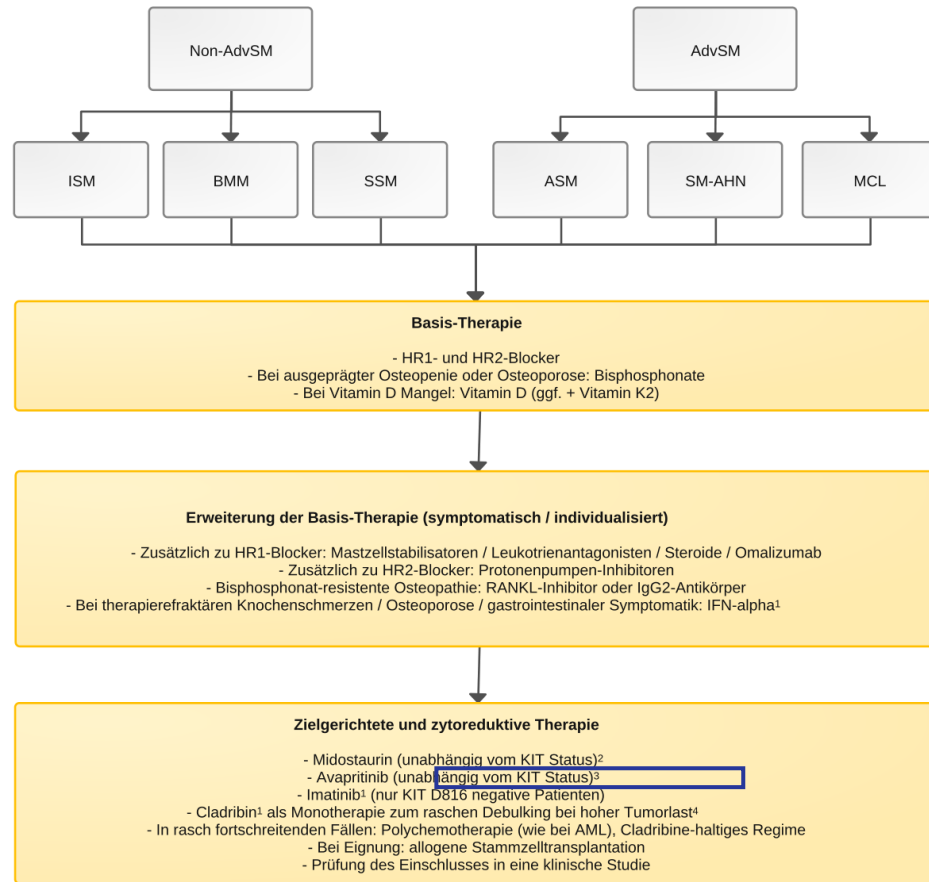 Non-AdvSM
AdvSM
ISM
BMM
SSM
ASM
SM-AHN
MCL
Basis-Therapie
- HR1- und HR2-Blocker
- Bei ausgeprägter Osteopenie oder Osteoporose: Bisphosphonate
- Bei Vitamin D Mangel: Vitamin D (ggf. + Vitamin K2)
Erweiterung der Basis-Therapie (symptomatisch / individualisiert)
- Zusätzlich zu HR1-Blocker: Mastzellstabilisatoren / Leukotrienantagonisten / Steroide / Omalizumab
- Zusätzlich zu HR2-Blocker: Protonenpumpen-Inhibitoren
- Bisphosphonat-resistente Osteopathie: RANKL-Inhibitor oder IgG2-Antikörper
- Bei therapierefraktären Knochenschmerzen / Osteoporose / gastrointestinaler Symptomatik: IFN-alpha¹
Zielgerichtete und zytoreduktive Therapie
- Midostaurin (unabhängig vom KIT Status)²
- Avapritinib (unabhängig vom KIT Status)³
- Imatinib¹ (nur KIT D816 negative Patienten)
- Cladribin¹ als Monotherapie zum raschen Debulking bei hoher Tumorlast⁴
- In rasch fortschreitenden Fällen: Polychemotherapie (wie bei AML), Cladribine-haltiges Regime
- Bei Eignung: allogene Stammzelltransplantation
- Prüfung des Einschlusses in eine klinische Studie